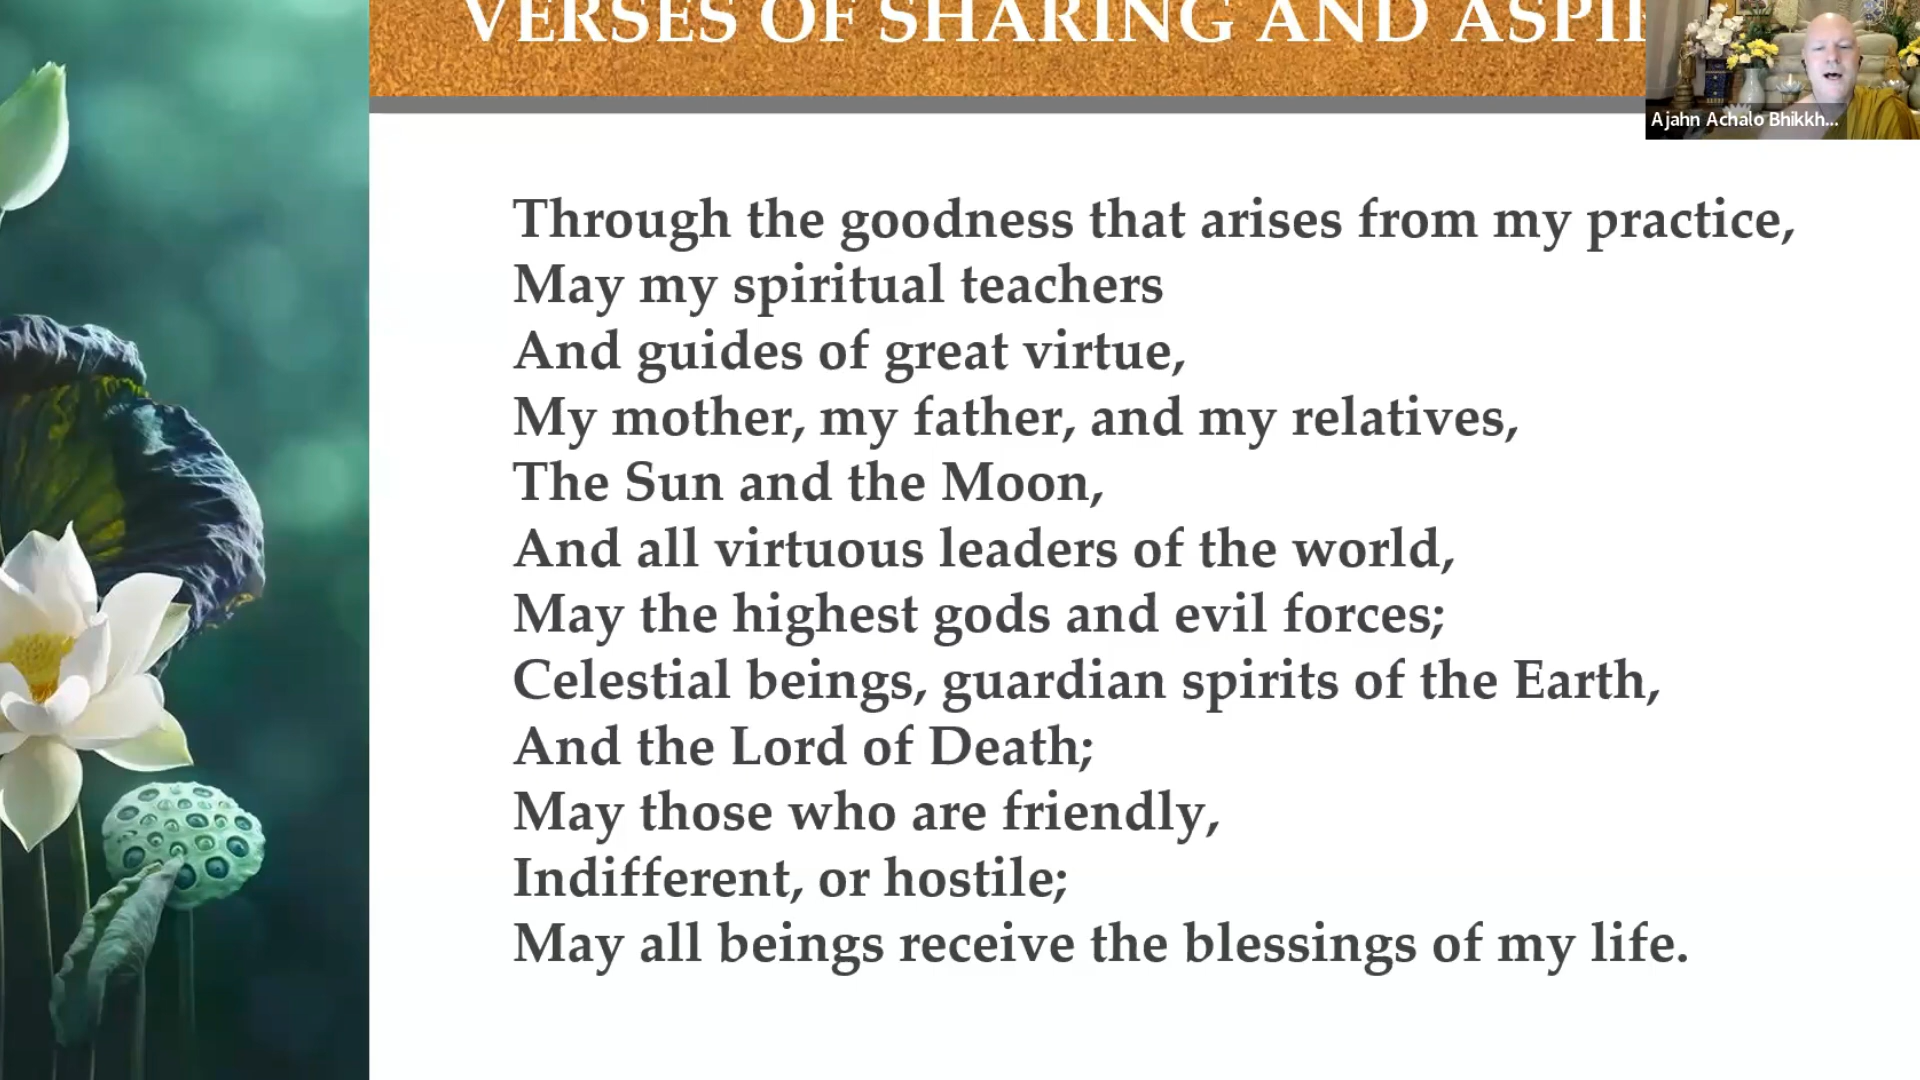 VERSES OF SHARING AND ASPI
Ajahn Achalo Bhikkh...
Through the goodness that arises from my practice,
May my spiritual teachers
And guides of great virtue,
My mother, my father, and my relatives,
The Sun and the Moon,
And all virtuous leaders of the world,
May the highest gods and evil forces;
Celestial beings, guardian spirits of the Earth,
And the Lord of Death;
May those who are friendly,
Indifferent, or hostile;
May all beings receive the blessings of my life.